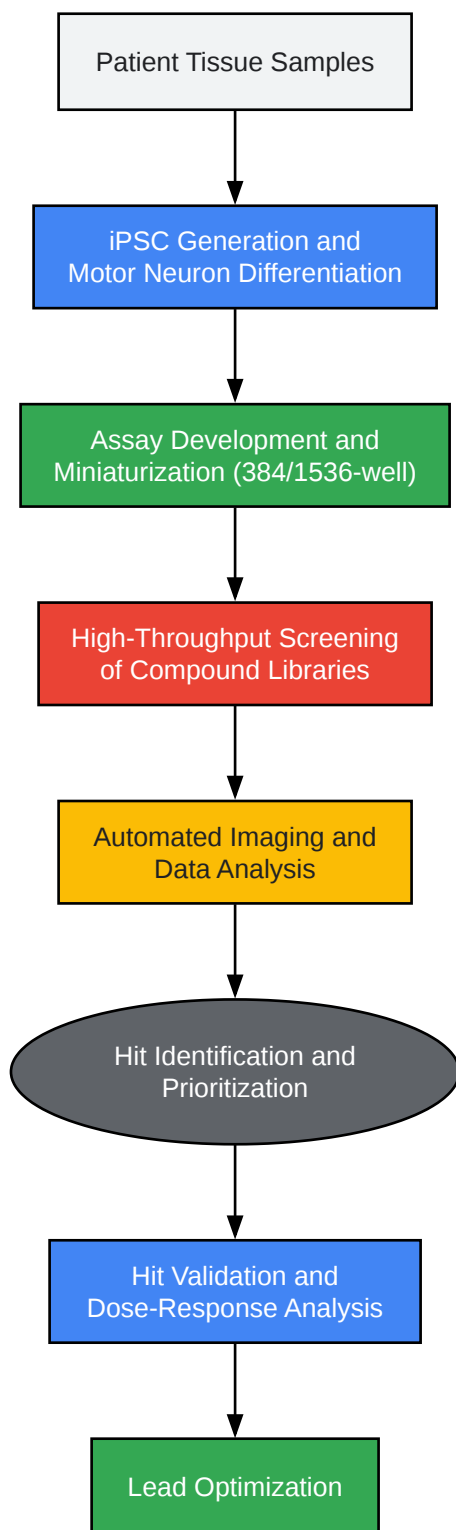 Patient Tissue Samples
iPSC Generation and
Motor Neuron Differentiation
Assay Development and
Miniaturization (384/1536-well)
High-Throughput Screening
of Compound Libraries
Automated Imaging and
Data Analysis
Hit Identification and
Prioritization
Hit Validation and
Dose-Response Analysis
Lead Optimization